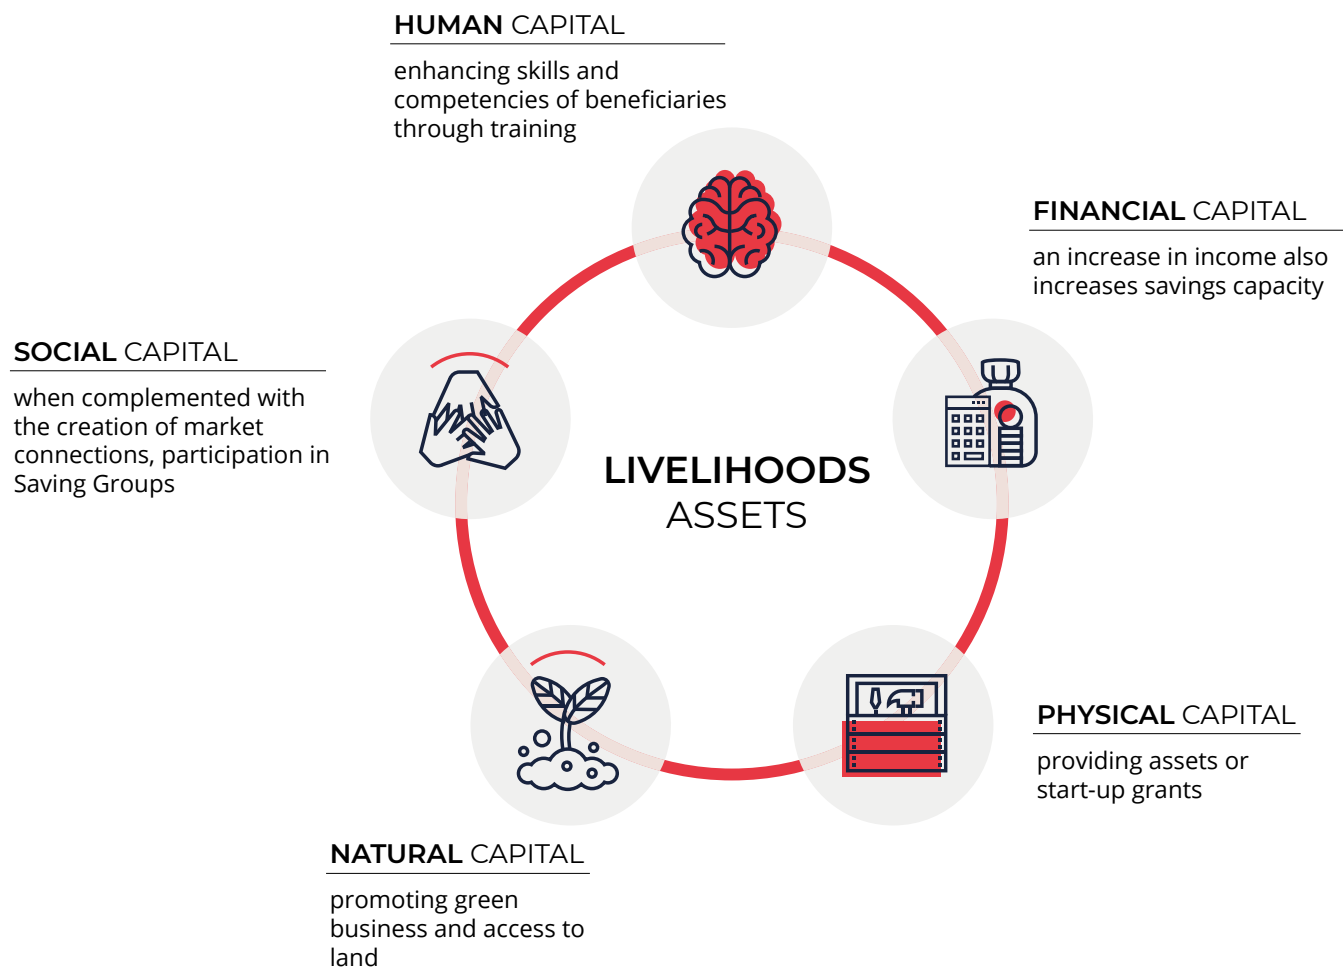 HUMAN CAPITAL
enhancing skills and
competencies of beneficiaries
through training
FINANCIAL CAPITAL
an increase in income also
increases savings capacity
SOCIAL CAPITAL
when complemented with
the creation of market
connections, participation in
Saving Groups
LIVELIHOODS
ASSETS
PHYSICAL CAPITAL
providing assets or
start-up grants
NATURAL CAPITAL
promoting green
business and access to
land